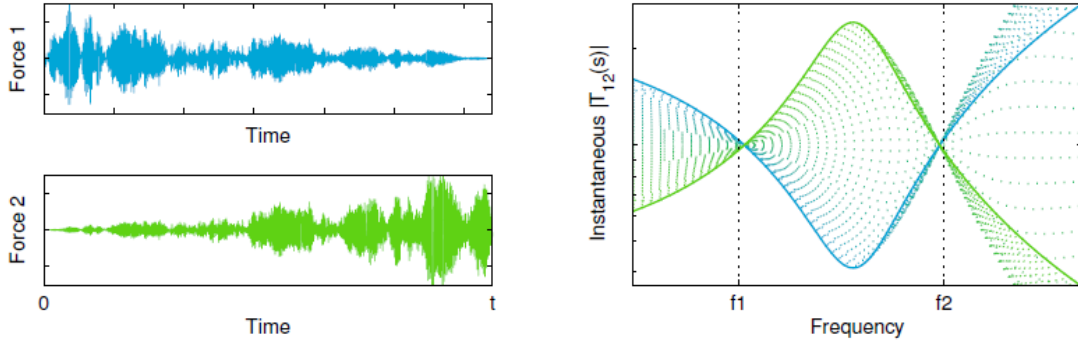 Force 1
Time
Force 2
0
t
Time
Instantaneous |T12(s)|
f1
f2
Frequency